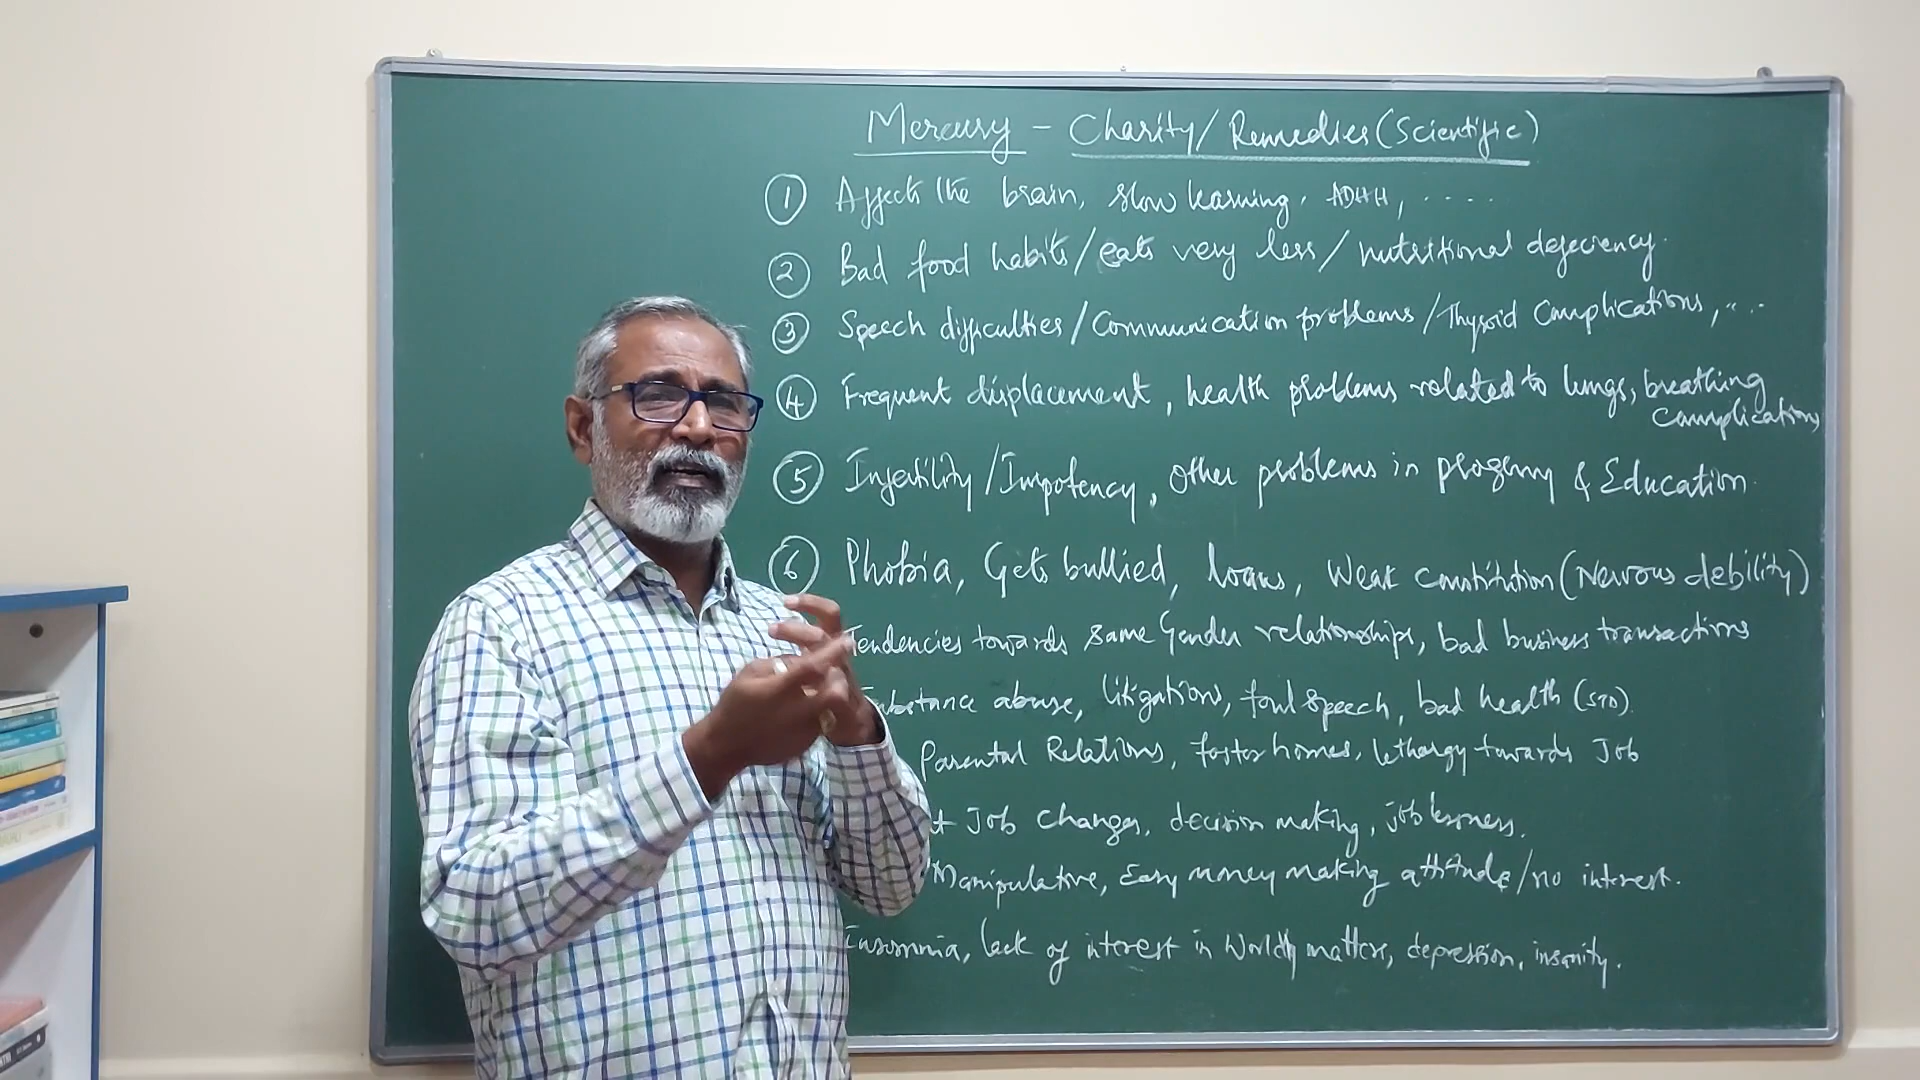 Mercury - Charity/Remedies (Scientific)
1 Affects the brain, slow learning, ADHH, .....
2 Bad food habits/eats very less/nutritional defeciency.
3 Speech difficulties/Communication problems/Thyroid Complications, ...
4 Frequent displacement, health problems related to lungs, breathing
complications
5 Infertility/Impotency, Other problems in progeny & Education.
6 Phobia, Gets bullied, loans, Weak Constitution (Nervous debility)
Tendencies towards same Gender relationships, bad business transactions
abuse, litigations, foul speech, bad health (STD).
Parental Relations, foster homes, lethargy towards Job
Job changes, decision making, joblessness.
Manipulative, Easy money making attitude/no interest.
Insomnia, lack of interest in Worldly matters, depression, insanity.